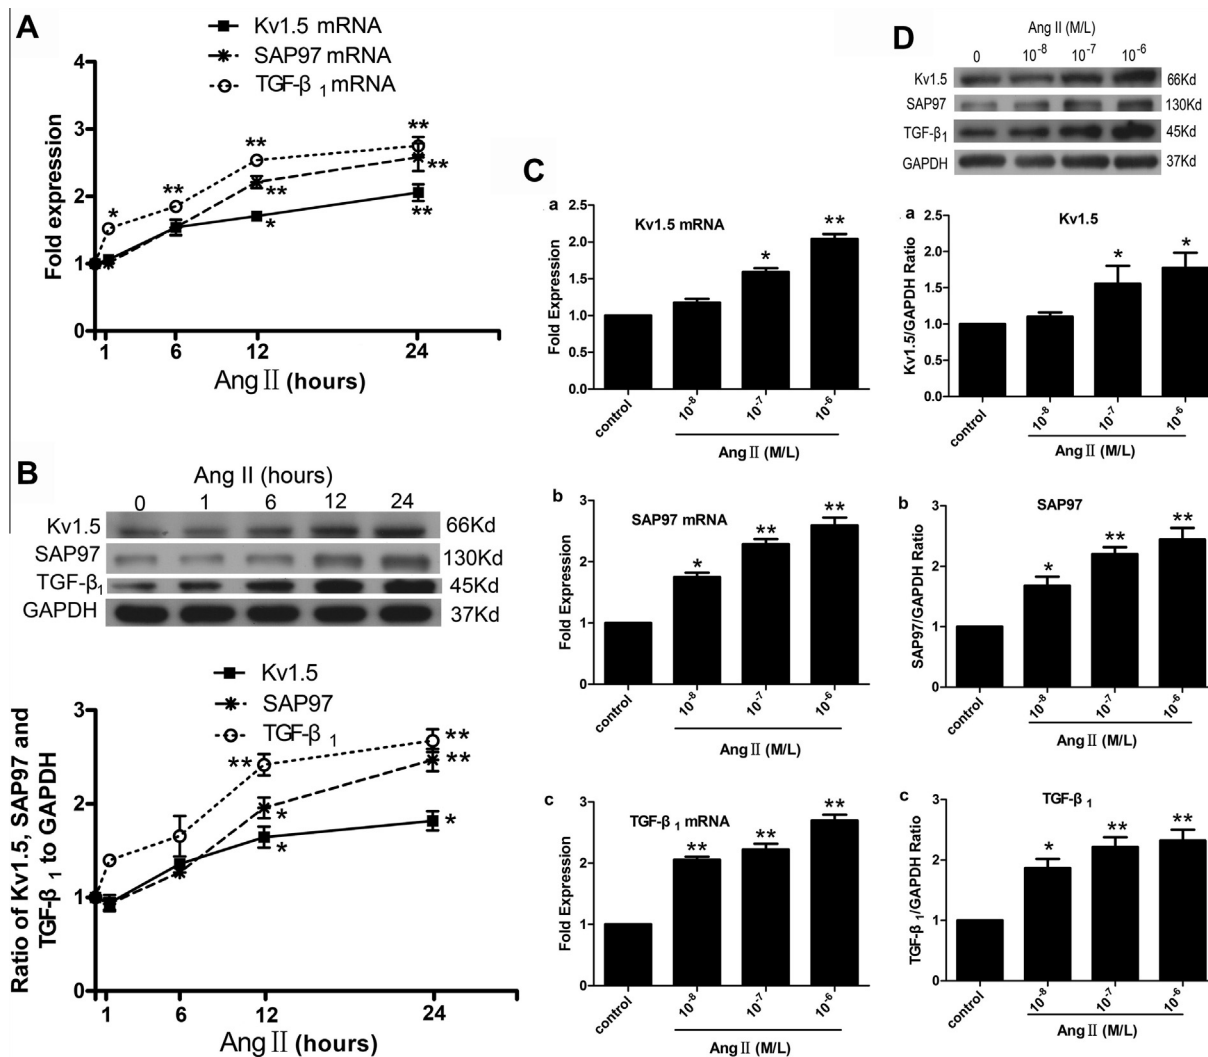 A
Kv1.5 mRNA
SAP97 mRNA
TGF-β 1 mRNA
Fold expression
4
3
2
1
0
**
**
**
**
**
*
*
**
1
6
12
24
Ang II (hours)
B
Ang II (hours)
0 1 6 12 24
Kv1.5 66Kd
SAP97 130Kd
TGF-β1 45Kd
GAPDH 37Kd
Kv1.5
SAP97
TGF-β 1
Ratio of Kv1.5, SAP97 and
TGF-β 1 to GAPDH
3
2
1
0
**
**
**
*
*
*
1 6 12 24
Ang II (hours)
C
a
Kv1.5 mRNA
Fold Expression
2.5
2.0
1.5
1.0
0.5
0.0
*
**
control 10-8 10-7 10-6
Ang II (M/L)
b
SAP97 mRNA
Fold Expression
3
2
1
0
*
**
**
control 10-8 10-7 10-6
Ang II (M/L)
c
TGF-β 1 mRNA
Fold Expression
3
2
1
0
**
**
**
control 10-8 10-7 10-6
Ang II (M/L)
D
Ang II (M/L)
0 10-8 10-7 10-6
Kv1.5 66Kd
SAP97 130Kd
TGF-β1 45Kd
GAPDH 37Kd
a
Kv1.5
Kv1.5/GAPDH Ratio
2.5
2.0
1.5
1.0
0.5
0.0
*
*
control 10-8 10-7 10-6
Ang II (M/L)
b
SAP97
SAP97/GAPDH Ratio
3
2
1
0
*
**
**
control 10-8 10-7 10-6
Ang II (M/L)
c
TGF-β 1
TGF-β 1/GAPDH Ratio
3
2
1
0
*
**
**
control 10-8 10-7 10-6
Ang II (M/L)